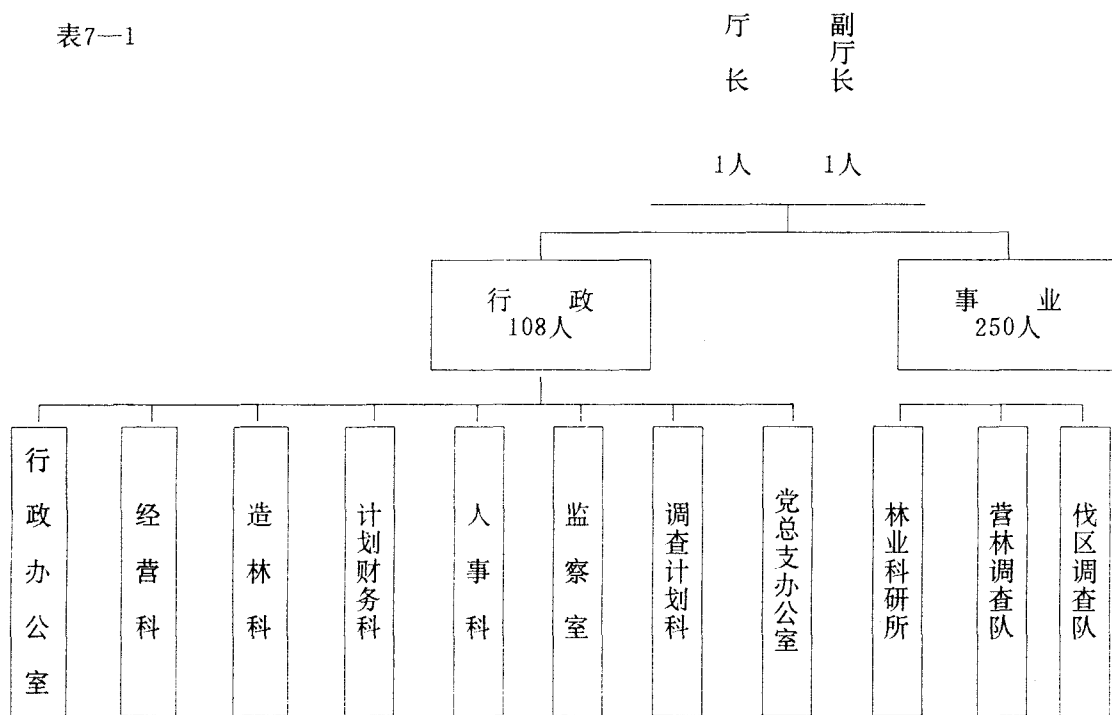 表7—1
厅长
副厅长
1人
1人
行政
108人
事业
250人
行政办公室
经营科
造林科
计划财务科
人事科
监察室
调查计划科
党总支办公室
林业科研所
营林调查队
伐区调查队